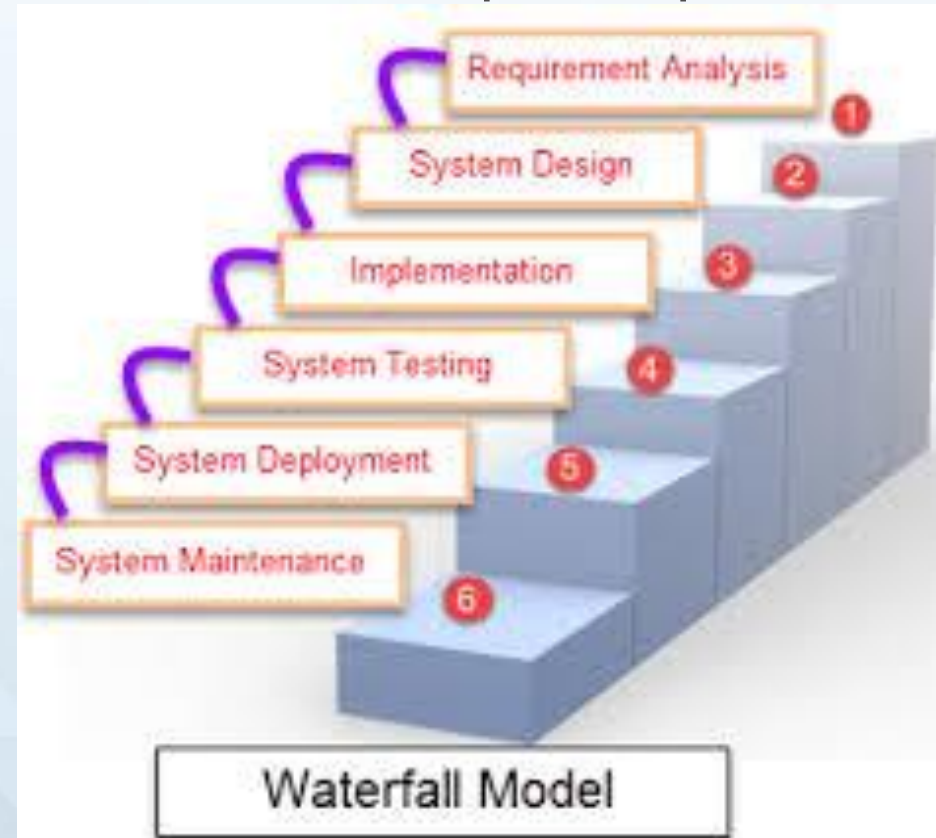 Requirement Analysis
1
System Design
2
Implementation
3
System Testing
4
System Deployment
5
System Maintenance
6
Waterfall Model